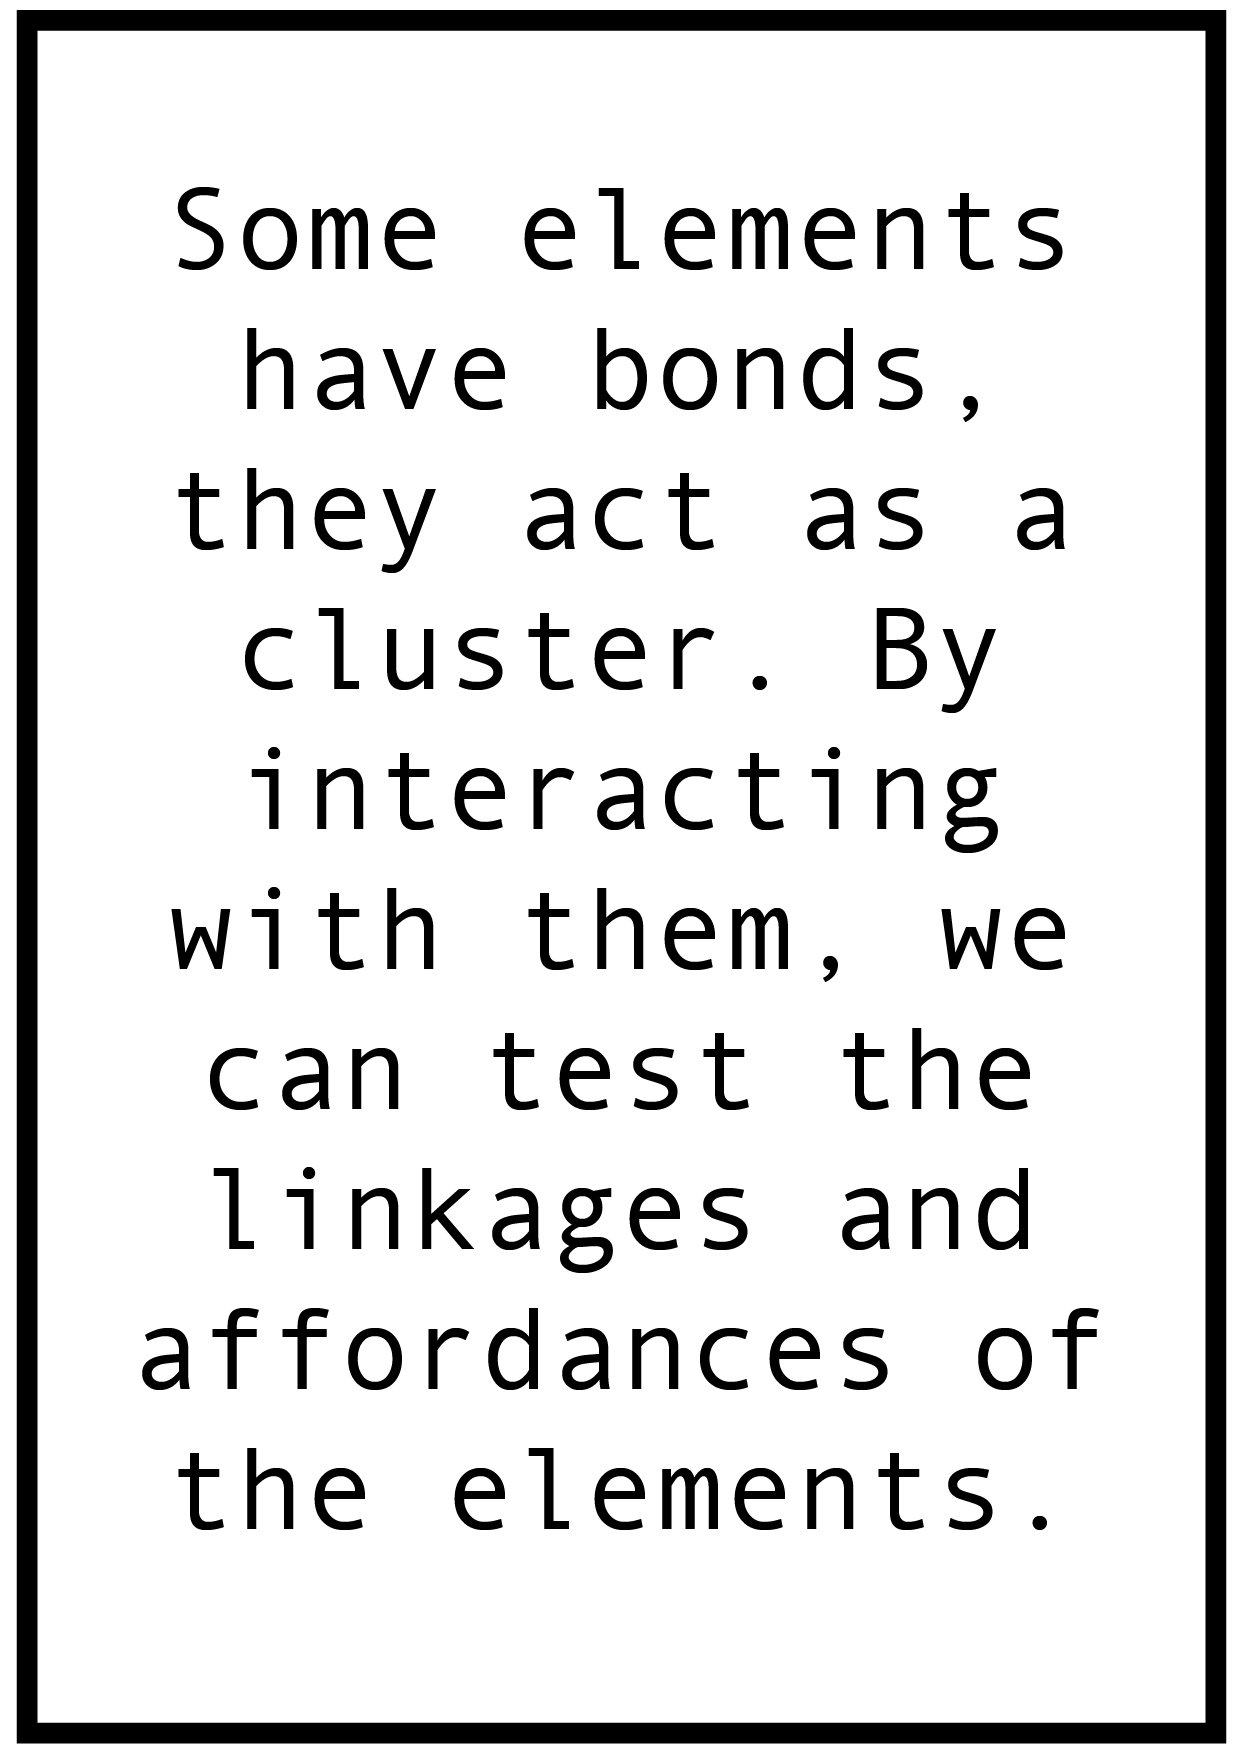 Some elements
have bonds,
they act as a
cluster. By
interacting
with them, we
can test the
linkages and
affordances of
the elements.